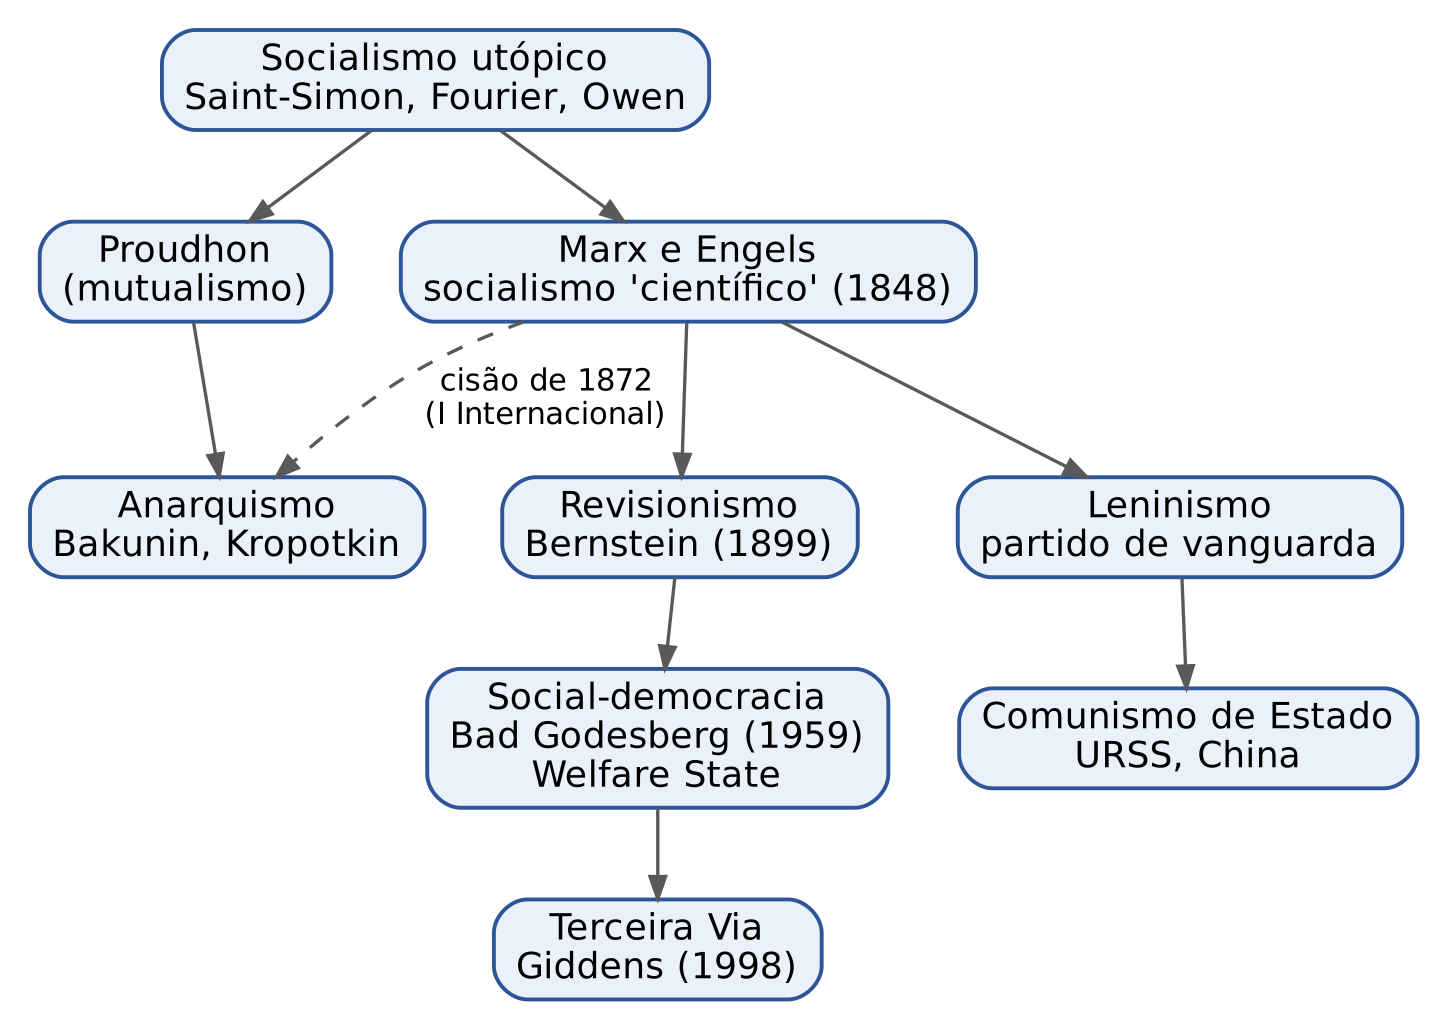 Socialismo utópico
Saint-Simon, Fourier, Owen
Proudhon
(mutualismo)
Marx e Engels
socialismo 'científico' (1848)
cisão de 1872
(I Internacional)
Anarquismo
Bakunin, Kropotkin
Revisionismo
Bernstein (1899)
Leninismo
partido de vanguarda
Social-democracia
Bad Godesberg (1959)
Welfare State
Comunismo de Estado
URSS, China
Terceira Via
Giddens (1998)